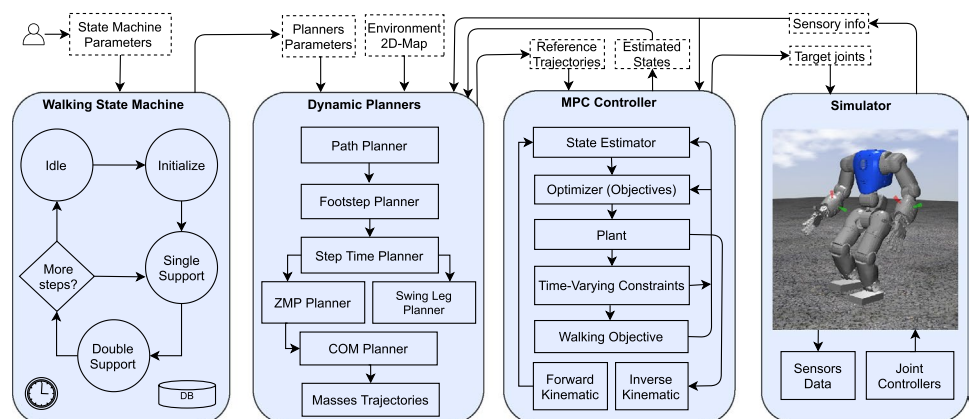 State Machine
Parameters
Planners
Parameters
Environment
2D-Map
Reference
Trajectories
Estimated
States
Sensory info
Target joints
Walking State Machine
Idle
Initialize
More
steps?
Single
Support
Double
Support
DB
Dynamic Planners
Path Planner
Footstep Planner
Step Time Planner
ZMP Planner
Swing Leg
Planner
COM Planner
Masses Trajectories
MPC Controller
State Estimator
Optimizer (Objectives)
Plant
Time-Varying Constraints
Walking Objective
Forward
Kinematic
Inverse
Kinematic
Simulator
Sensors
Data
Joint
Controllers